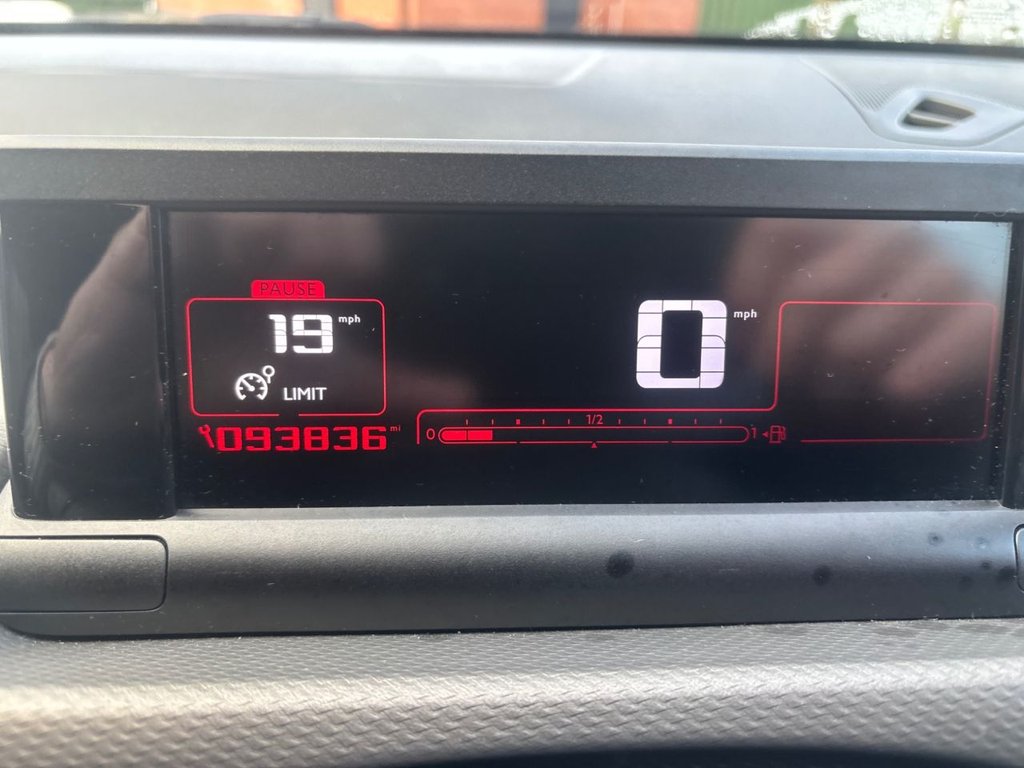 PAUSE
19 mph
LIMIT
0 mph
093836 mi
0 1/2 1